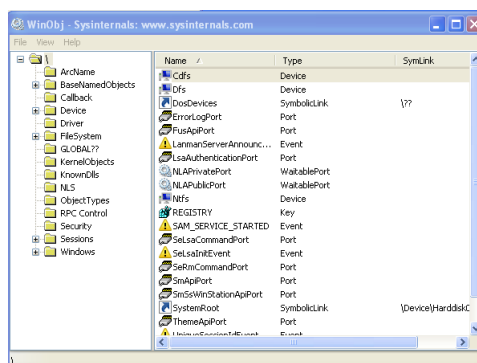 WinObj - Sysinternals: www.sysinternals.com
File View Help
\
ArcName
BaseNamedObjects
Callback
Device
Driver
FileSystem
GLOBAL??
KernelObjects
KnownDlls
NLS
ObjectTypes
RPC Control
Security
Sessions
Windows
Name Type SymLink
Cdfs Device
Dfs Device
DosDevices SymbolicLink \??
ErrorLogPort Port
FusApiPort Port
LanmanServerAnnounc... Event
LsaAuthenticationPort Port
NLAPrivatePort WaitablePort
NLAPublicPort WaitablePort
Ntfs Device
REGISTRY Key
SAM_SERVICE_STARTED Event
SeLsaCommandPort Port
SeLsaInitEvent Event
SeRmCommandPort Port
SmApiPort Port
SmSsWinStationApiPort Port
SystemRoot SymbolicLink \Device\HarddiskC
ThemeApiPort Port
UniqueSessionIdEvent Event
\